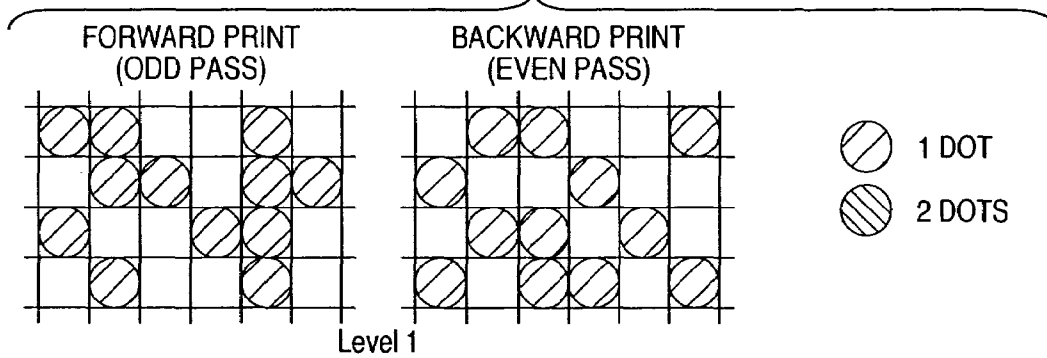 FORWARD PRINT
(ODD PASS)
BACKWARD PRINT
(EVEN PASS)
1 DOT
2 DOTS
Level 1